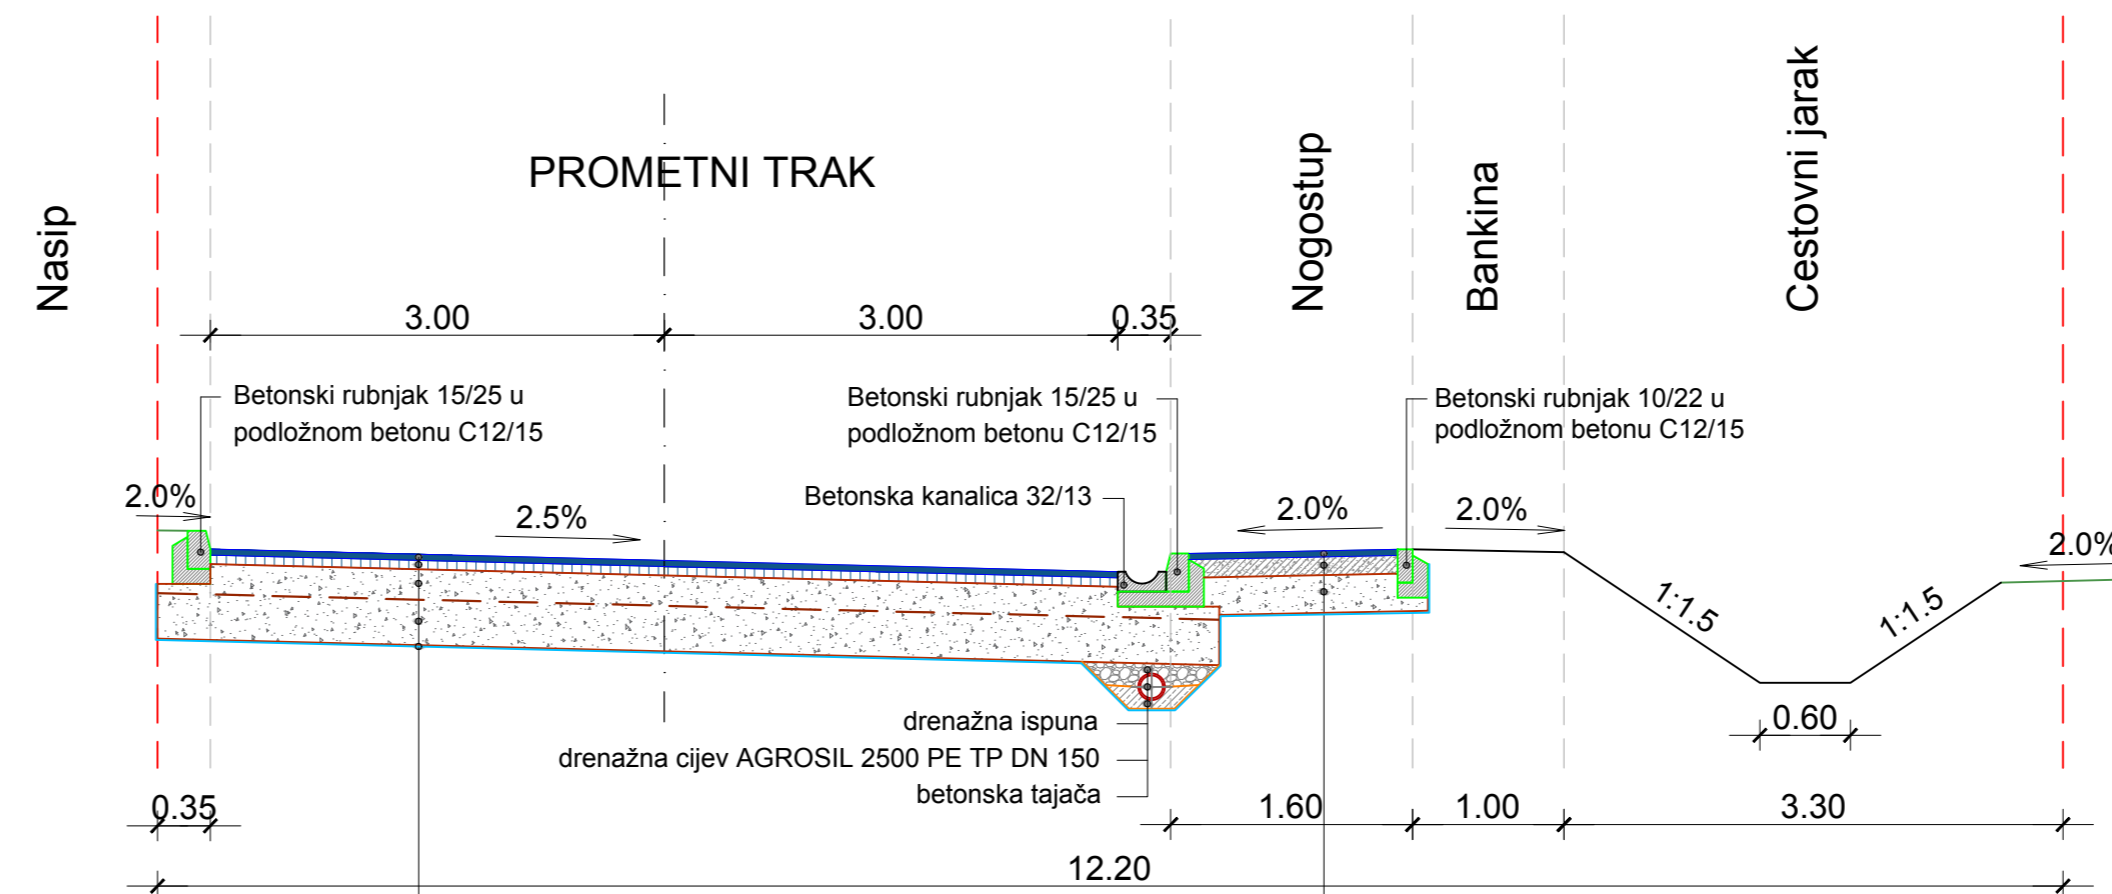 Nasip
PROMETNI TRAK
Nogostup
Bankina
Cestovni jarak
3.00
3.00
0.35
Betonski rubnjak 15/25 u
podložnom betonu C12/15
Betonski rubnjak 15/25 u
podložnom betonu C12/15
Betonski rubnjak 10/22 u
podložnom betonu C12/15
Betonska kanalica 32/13
2.0%
2.5%
2.0%
2.0%
2.0%
1:1.5
1:1.5
0.60
drenažna ispuna
drenažna cijev AGROSIL 2500 PE TP DN 150
betonska tajača
0.35
1.60
1.00
3.30
12.20